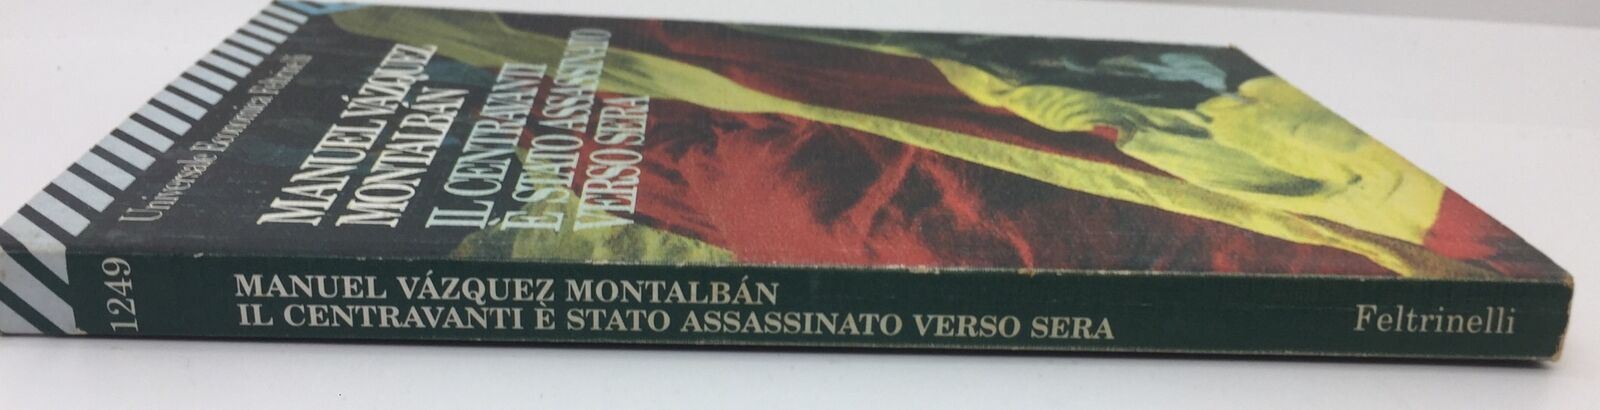 Universale Economica Feltrinelli
MANUEL VÁZQUEZ
MONTALBÁN
IL CENTRAVANTI
È STATO ASSASSINATO
VERSO SERA
1249
MANUEL VÁZQUEZ MONTALBÁN
IL CENTRAVANTI È STATO ASSASSINATO VERSO SERA
Feltrinelli